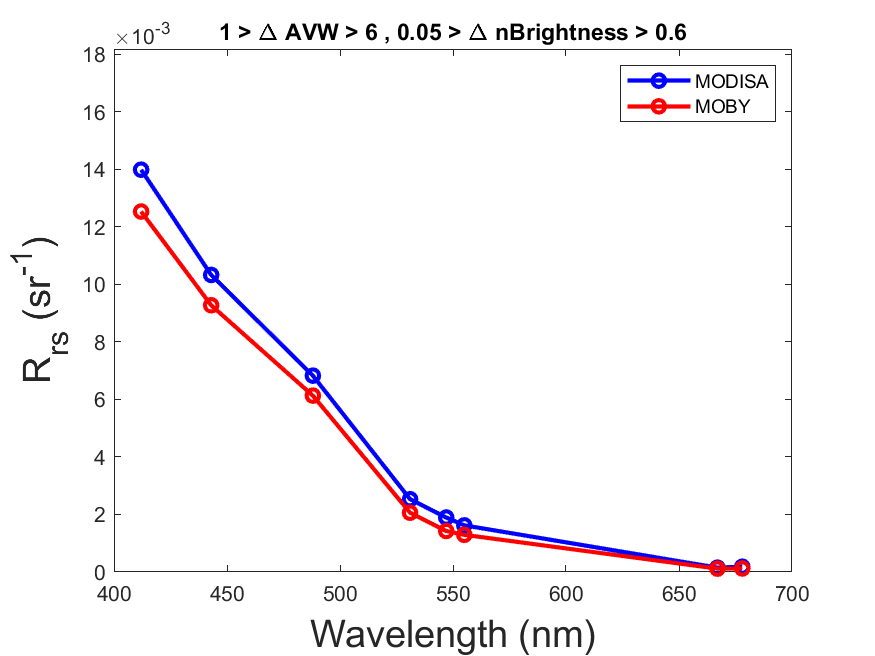 ×10⁻³
1 > Δ AVW > 6 , 0.05 > Δ nBrightness > 0.6
18
16
14
12
10
8
6
4
2
0
MODISA
MOBY
R_rs (sr⁻¹)
400 450 500 550 600 650 700
Wavelength (nm)